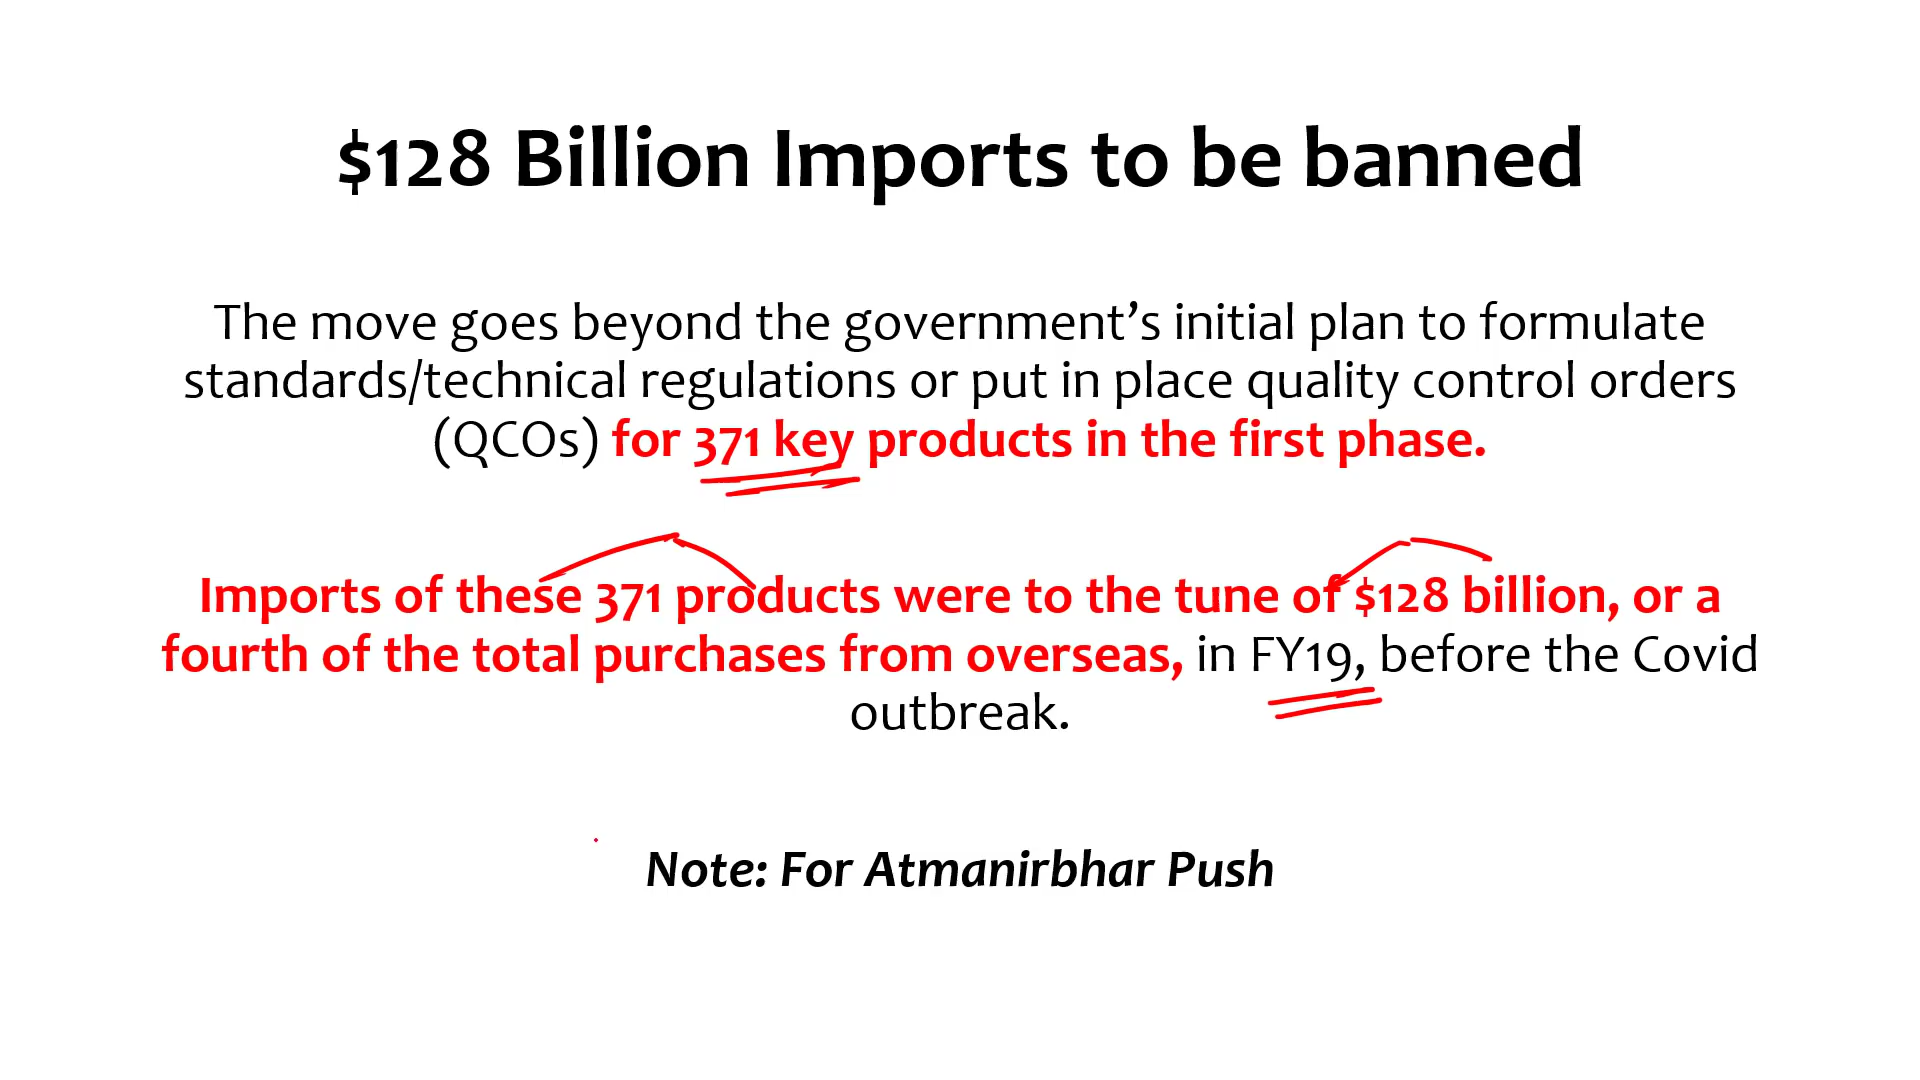 $128 Billion Imports to be banned
The move goes beyond the government’s initial plan to formulate
standards/technical regulations or put in place quality control orders
(QCOs) for 371 key products in the first phase.
Imports of these 371 products were to the tune of $128 billion, or a
fourth of the total purchases from overseas, in FY19, before the Covid
outbreak.
Note: For Atmanirbhar Push